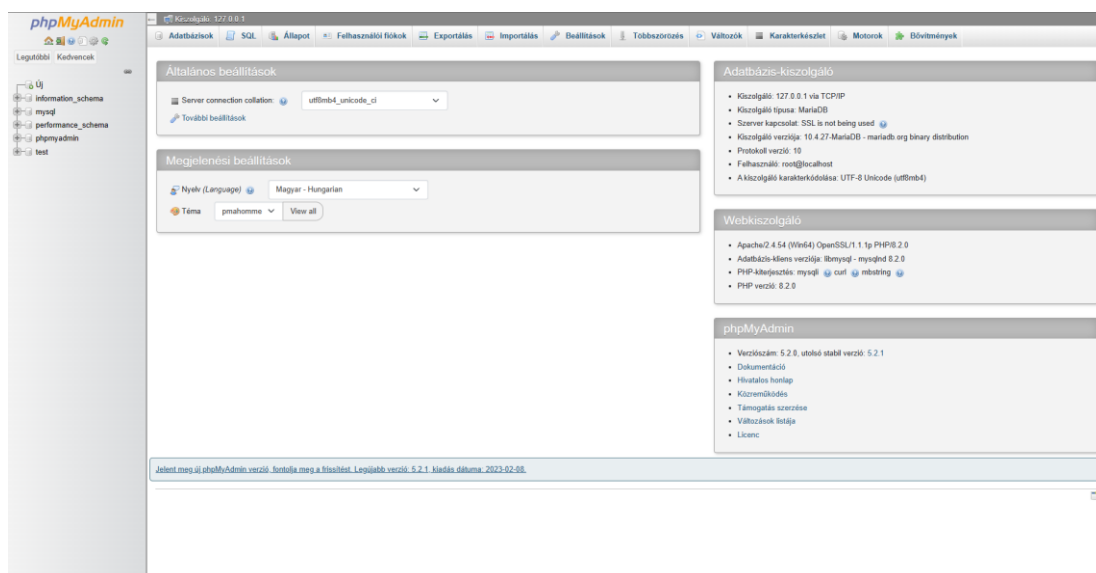 phpMyAdmin
Legutóbbi Kedvencek
Új
information_schema
mysql
performance_schema
phpmyadmin
test
Kiszolgáló: 127.0.0.1
Adatbázisok SQL Állapot Felhasználói fiókok Exportálás Importálás Beállítások Többszörözés Változók Karakterkészlet Motorok Bővítmények
Általános beállítások
Server connection collation: utf8mb4_unicode_ci
További beállítások
Megjelenési beállítások
Nyelv (Language) Magyar - Hungarian
Téma pmahomme View all
Adatbázis-kiszolgáló
• Kiszolgáló: 127.0.0.1 via TCP/IP
• Kiszolgáló típusa: MariaDB
• Szerver kapcsolat: SSL is not being used
• Kiszolgáló verziója: 10.4.27-MariaDB - mariadb.org binary distribution
• Protokoll verzió: 10
• Felhasználó: root@localhost
• A kiszolgáló karakterkódolása: UTF-8 Unicode (utf8mb4)
Webkiszolgáló
• Apache/2.4.54 (Win64) OpenSSL/1.1.1p PHP/8.2.0
• Adatbázis-kliens verziója: libmysql - mysqlnd 8.2.0
• PHP-kiterjesztés: mysqli curl mbstring
• PHP verzió: 8.2.0
phpMyAdmin
• Verziószám: 5.2.0, utolsó stabil verzió: 5.2.1
• Dokumentáció
• Hivatalos honlap
• Közreműködés
• Támogatás szerzése
• Változások listája
• Licenc
Jelent meg új phpMyAdmin verzió, fontolja meg a frissítést. Legújabb verzió: 5.2.1, kiadás dátuma: 2023-02-08.